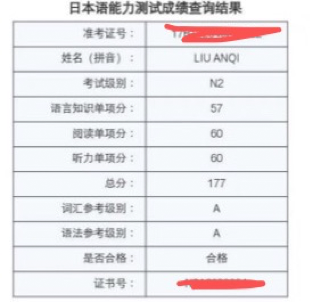 日本语能力测试成绩查询结果
准考证号：
姓名（拼音）： LIU ANQI
考试级别： N2
语言知识单项分： 57
阅读单项分： 60
听力单项分： 60
总分： 177
词汇参考级别： A
语法参考级别： A
是否合格： 合格
证书号：